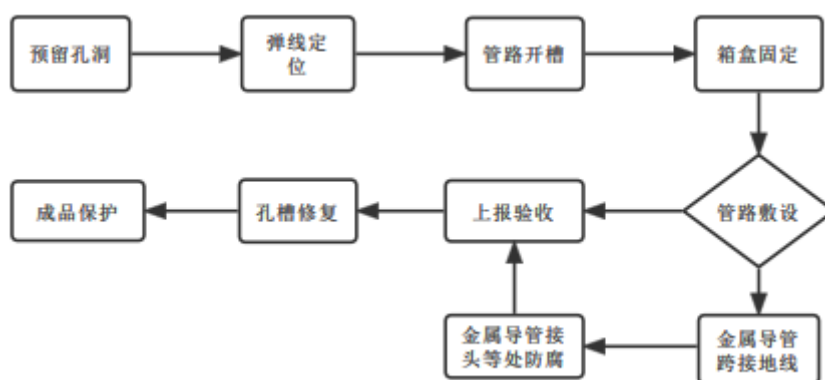 预留孔洞
弹线定
位
管路开槽
箱盒固定
成品保护
孔槽修复
上报验收
管路敷设
金属导管接
头等处防腐
金属导管
跨接地线